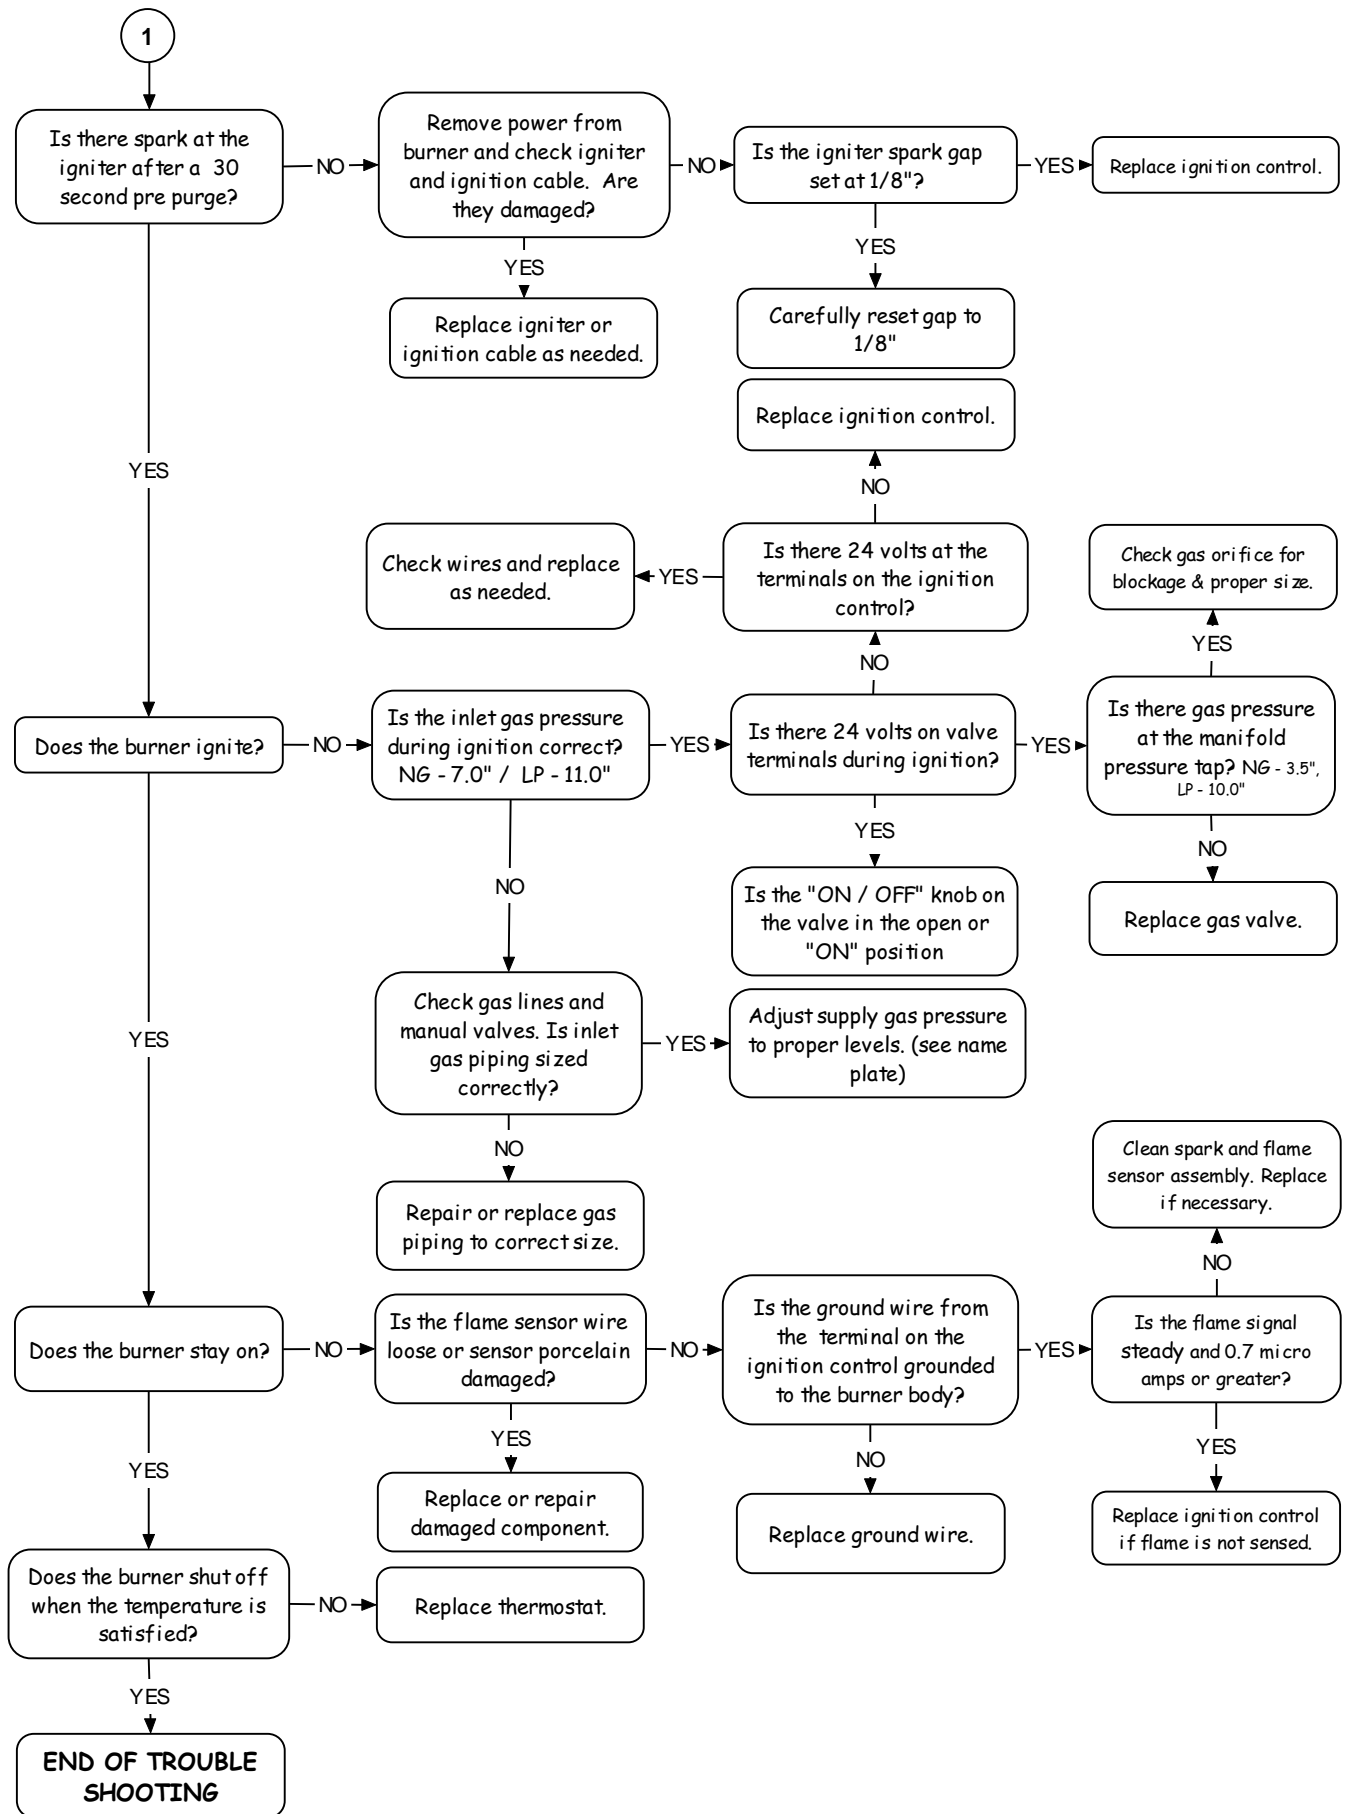 1
Is there spark at the
igniter after a 30
second pre purge?
NO
Remove power from
burner and check igniter
and ignition cable. Are
they damaged?
NO
Is the igniter spark gap
set at 1/8"?
YES
Replace ignition control.
YES
Replace igniter or
ignition cable as needed.
YES
Carefully reset gap to
1/8"
Replace ignition control.
YES
NO
Check wires and replace
as needed.
YES
Is there 24 volts at the
terminals on the ignition
control?
Check gas orifice for
blockage & proper size.
NO
YES
Does the burner ignite?
NO
Is the inlet gas pressure
during ignition correct?
NG - 7.0" / LP - 11.0"
YES
Is there 24 volts on valve
terminals during ignition?
YES
Is there gas pressure
at the manifold
pressure tap? NG - 3.5",
LP - 10.0"
NO
YES
NO
Is the "ON / OFF" knob on
the valve in the open or
"ON" position
Replace gas valve.
YES
Check gas lines and
manual valves. Is inlet
gas piping sized
correctly?
YES
Adjust supply gas pressure
to proper levels. (see name
plate)
NO
Repair or replace gas
piping to correct size.
Clean spark and flame
sensor assembly. Replace
if necessary.
NO
Does the burner stay on?
NO
Is the flame sensor wire
loose or sensor porcelain
damaged?
NO
Is the ground wire from
the terminal on the
ignition control grounded
to the burner body?
YES
Is the flame signal
steady and 0.7 micro
amps or greater?
YES
YES
NO
YES
Replace or repair
damaged component.
Replace ground wire.
Replace ignition control
if flame is not sensed.
Does the burner shut off
when the temperature is
satisfied?
NO
Replace thermostat.
YES
END OF TROUBLE
SHOOTING